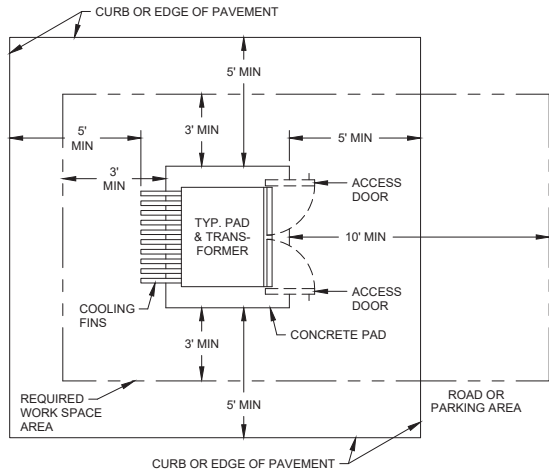 CURB OR EDGE OF PAVEMENT
5' MIN
3' MIN
5'
MIN
5' MIN
3'
MIN
ACCESS
DOOR
TYP. PAD
& TRANS-
FORMER
10' MIN
ACCESS
DOOR
COOLING
FINS
CONCRETE PAD
3' MIN
REQUIRED
WORK SPACE
AREA
5' MIN
ROAD OR
PARKING AREA
CURB OR EDGE OF PAVEMENT